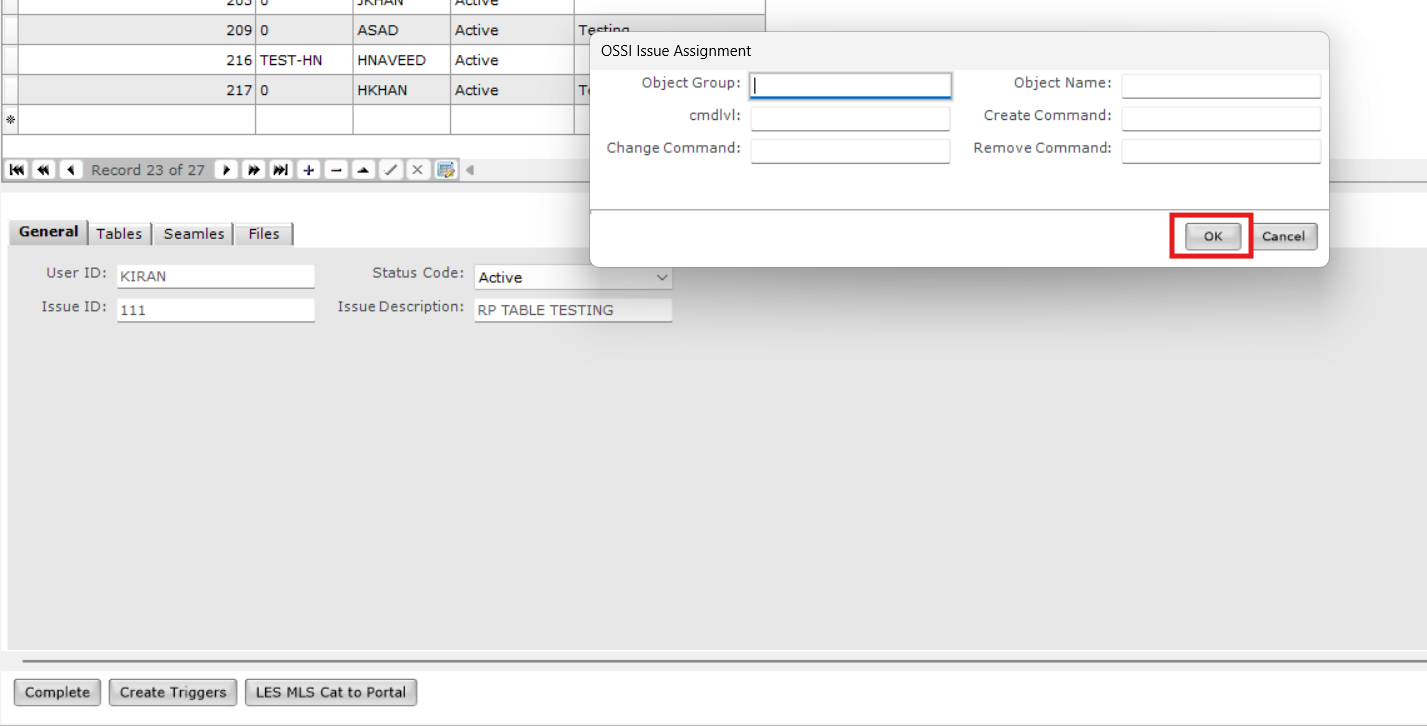 203 0 JKHAN Active
209 0 ASAD Active Testing
216 TEST-HN HNAVEED Active
217 0 HKHAN Active
Record 23 of 27
OSSI Issue Assignment
Object Group: Object Name:
cmdlvl: Create Command:
Change Command: Remove Command:
OK Cancel
General Tables Seamles Files
User ID: KIRAN Status Code: Active
Issue ID: 111 Issue Description: RP TABLE TESTING
Complete Create Triggers LES MLS Cat to Portal